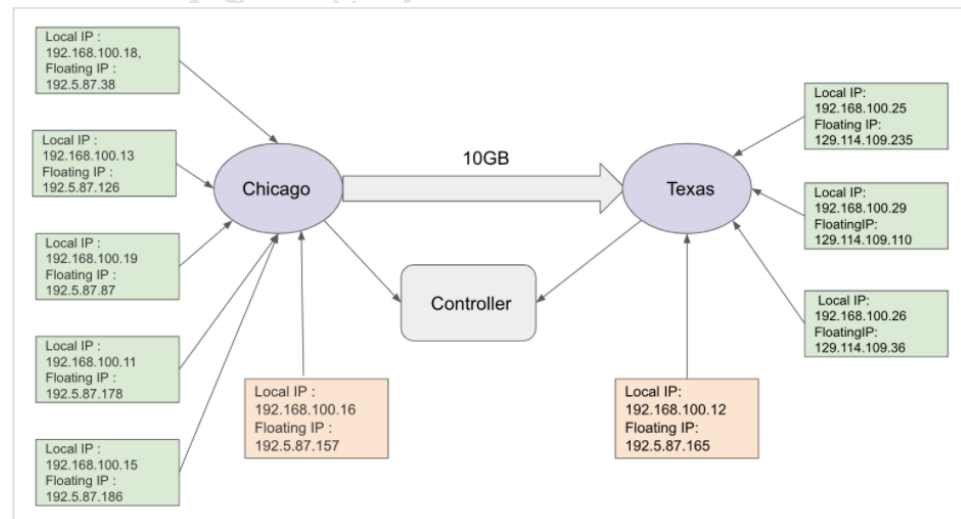 Local IP :
192.168.100.18,
Floating IP :
192.5.87.38
Local IP :
192.168.100.13
Floating IP :
192.5.87.126
Local IP :
192.168.100.19
Floating IP :
192.5.87.87
Local IP :
192.168.100.11
Floating IP :
192.5.87.178
Local IP :
192.168.100.15
Floating IP :
192.5.87.186
Chicago
10GB
Texas
Controller
Local IP :
192.168.100.16
Floating IP :
192.5.87.157
Local IP:
192.168.100.12
Floating IP:
192.5.87.165
Local IP:
192.168.100.25
Floating IP:
129.114.109.235
Local IP:
192.168.100.29
FloatingIP:
129.114.109.110
Local IP:
192.168.100.26
FloatingIP:
129.114.109.36